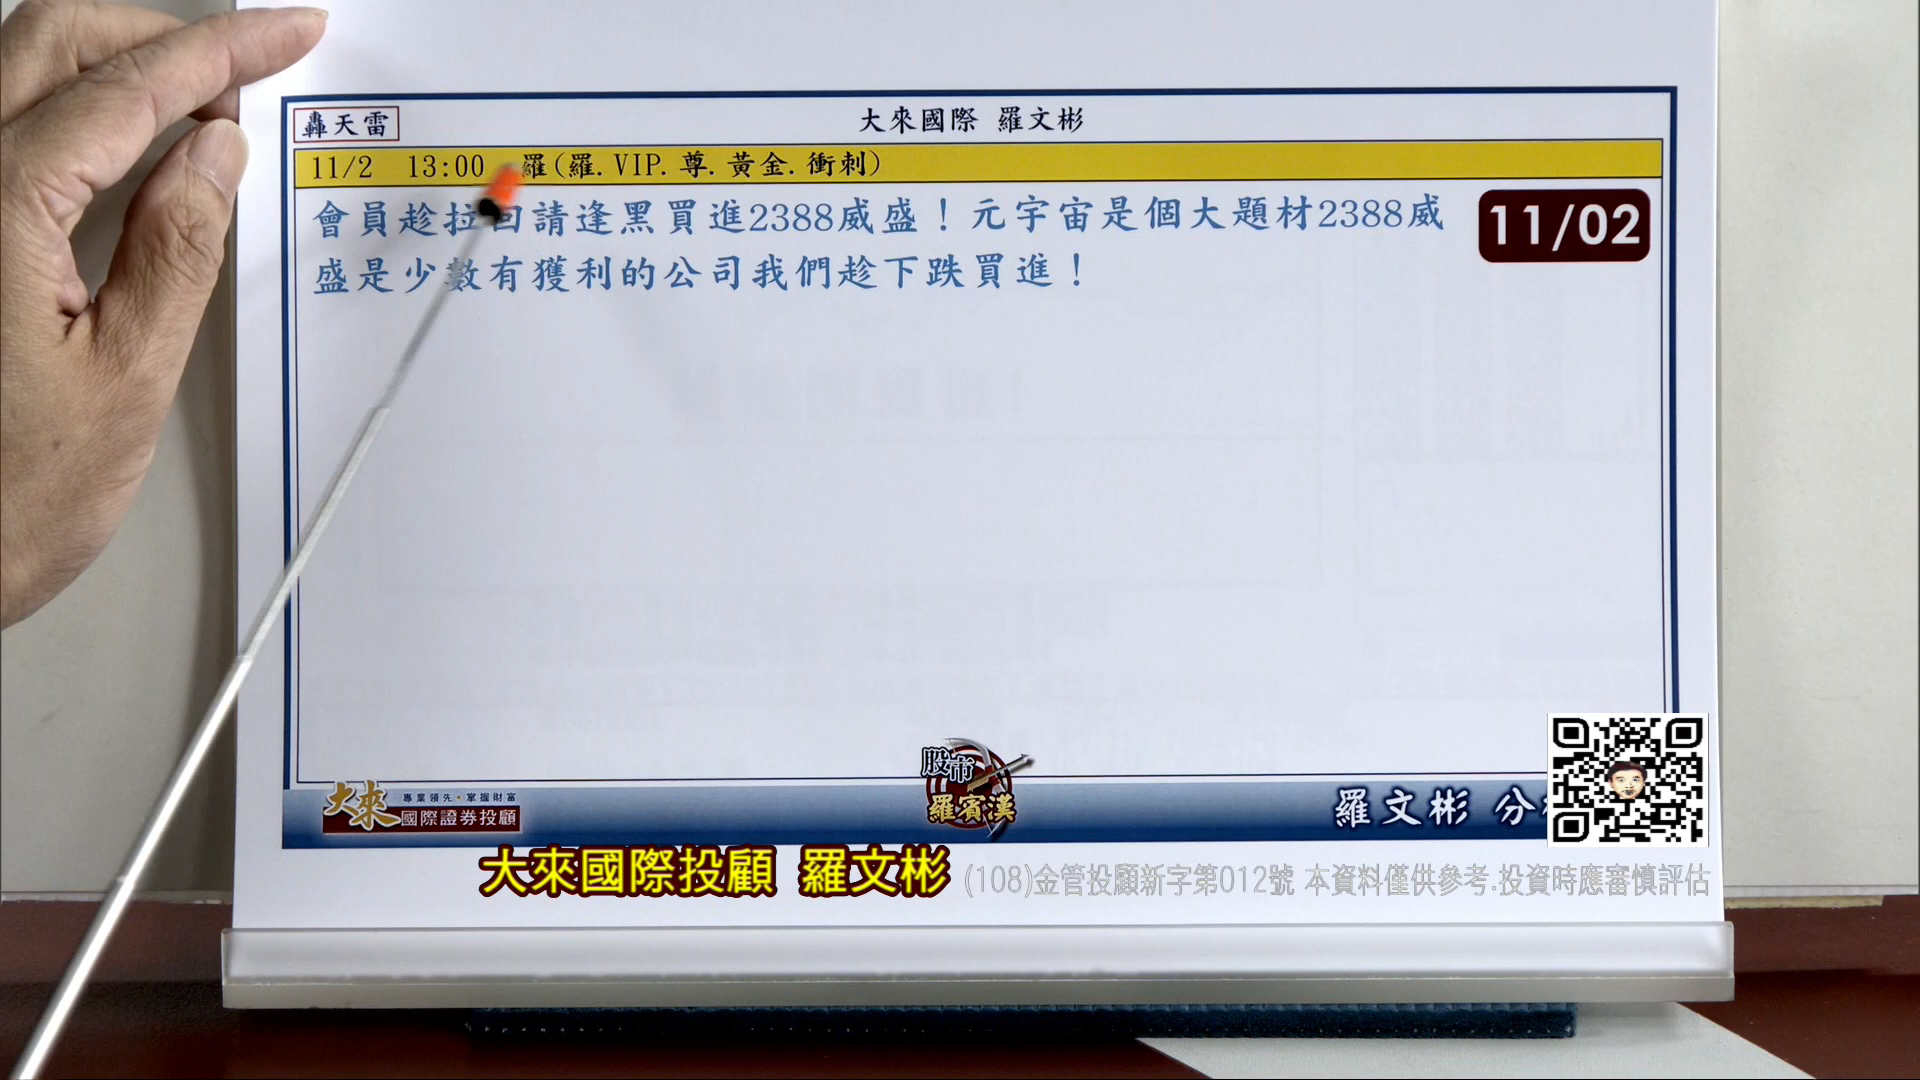 轟天雷
大來國際 羅文彬
11/2 13:00 羅(羅.VIP.尊.黃金.衝刺)
會員趁拉回請逢黑買進2388威盛！元宇宙是個大題材2388威
盛是少數有獲利的公司我們趁下跌買進！
11/02
大來
專業領先·掌握財富
國際證券投顧
股市
羅賓漢
羅文彬 分
大來國際投顧 羅文彬
(108)金管投顧新字第012號 本資料僅供參考.投資時應審慎評估